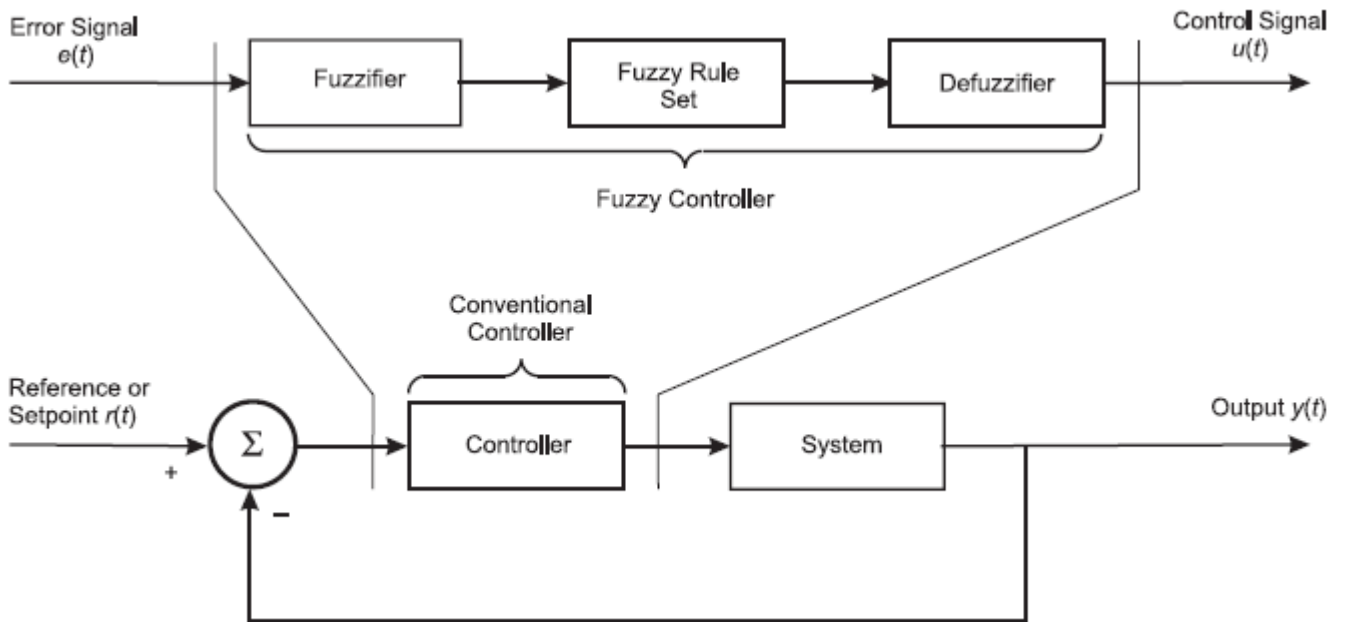 Error Signal
e(t)
Control Signal
u(t)
Fuzzifier
Fuzzy Rule
Set
Defuzzifier
Fuzzy Controller
Conventional
Controller
Reference or
Setpoint r(t)
Output y(t)
Σ
Controller
System
+
−